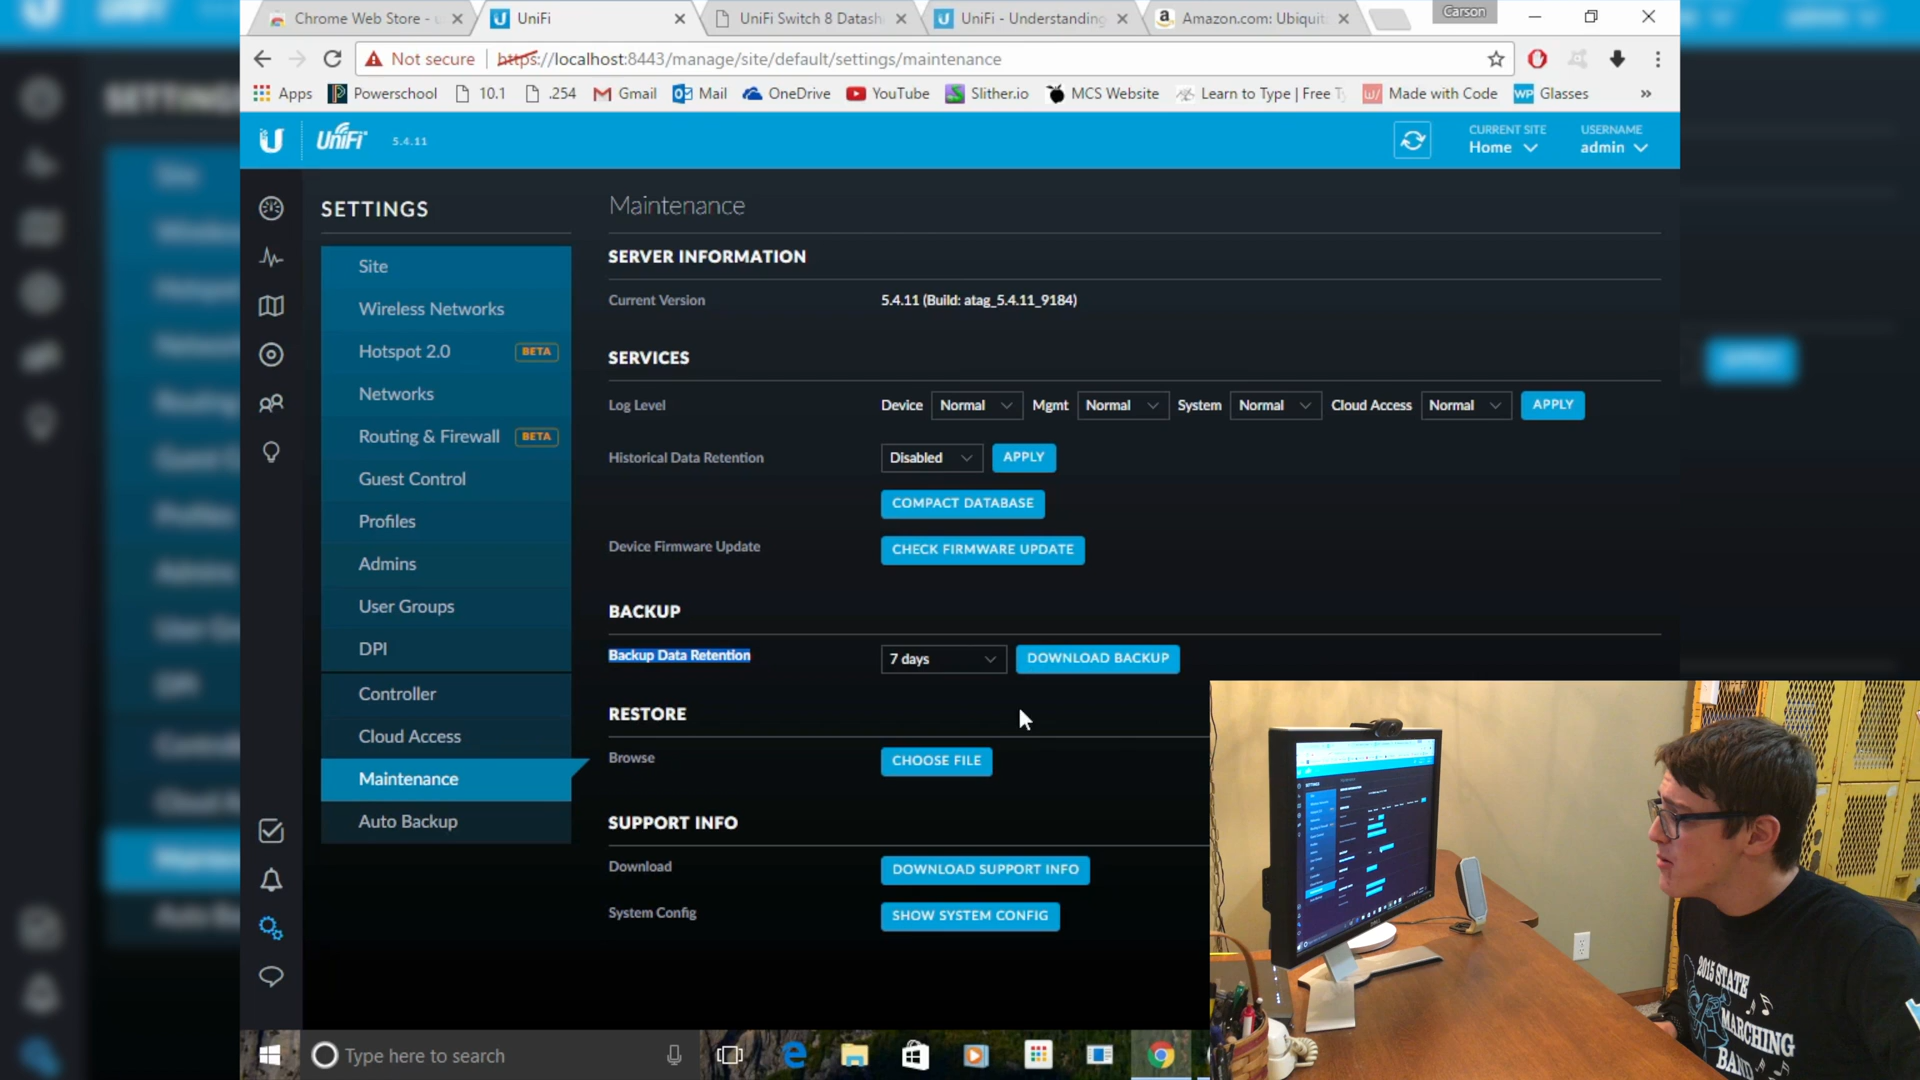 Chrome Web Store - u
UniFi
UniFi Switch 8 Datash
UniFi - Understanding
Amazon.com: Ubiquit
Carson
Not secure
https://localhost:8443/manage/site/default/settings/maintenance
Apps
Powerschool
10.1
.254
Gmail
Mail
OneDrive
YouTube
Slither.io
MCS Website
Learn to Type | Free T
Made with Code
WP Glasses
»
U UniFi 5.4.11
CURRENT SITE
Home
USERNAME
admin
SETTINGS
Site
Wireless Networks
Hotspot 2.0 BETA
Networks
Routing & Firewall BETA
Guest Control
Profiles
Admins
User Groups
DPI
Controller
Cloud Access
Maintenance
Auto Backup
Maintenance
SERVER INFORMATION
Current Version 5.4.11 (Build: atag_5.4.11_9184)
SERVICES
Log Level Device Normal Mgmt Normal System Normal Cloud Access Normal APPLY
Historical Data Retention Disabled APPLY
COMPACT DATABASE
Device Firmware Update CHECK FIRMWARE UPDATE
BACKUP
Backup Data Retention 7 days DOWNLOAD BACKUP
RESTORE
Browse CHOOSE FILE
SUPPORT INFO
Download DOWNLOAD SUPPORT INFO
System Config SHOW SYSTEM CONFIG
Type here to search
2015 STATE
MARCHING
BAND